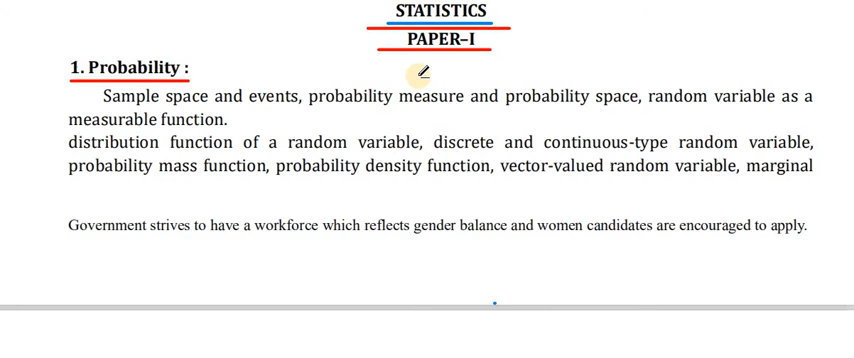 STATISTICS
PAPER–I
1. Probability :
Sample space and events, probability measure and probability space, random variable as a
measurable function.
distribution function of a random variable, discrete and continuous-type random variable,
probability mass function, probability density function, vector-valued random variable, marginal
Government strives to have a workforce which reflects gender balance and women candidates are encouraged to apply.